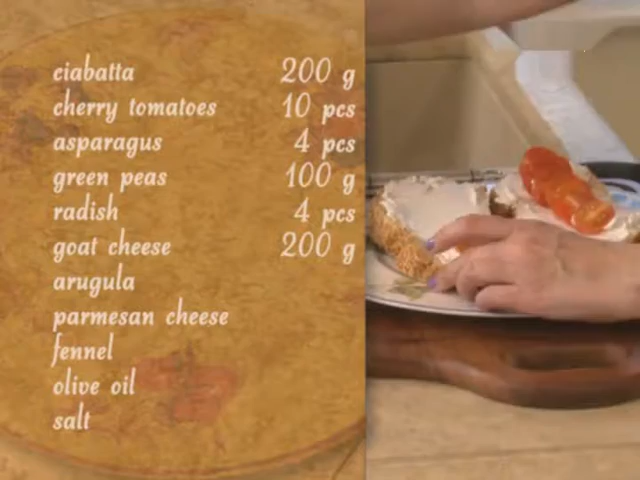 ciabatta 200 g
cherry tomatoes 10 pcs
asparagus 4 pcs
green peas 100 g
radish 4 pcs
goat cheese 200 g
arugula
parmesan cheese
fennel
olive oil
salt